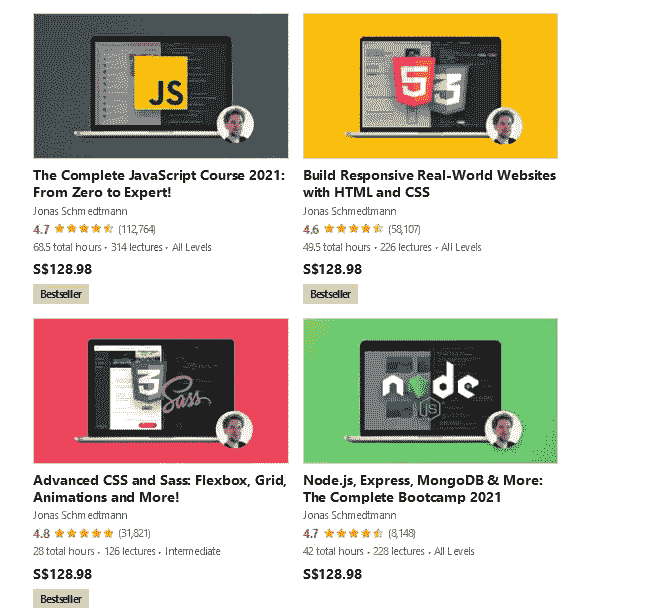 JS
The Complete JavaScript Course 2021:
From Zero to Expert!
Jonas Schmedtmann
4.7 (112,764)
68.5 total hours • 314 lectures • All Levels
S$128.98
Bestseller
5 3
Build Responsive Real-World Websites
with HTML and CSS
Jonas Schmedtmann
4.6 (58,107)
49.5 total hours • 226 lectures • All Levels
S$128.98
Bestseller
3 Sass
Advanced CSS and Sass: Flexbox, Grid,
Animations and More!
Jonas Schmedtmann
4.8 (31,821)
28 total hours • 126 lectures • Intermediate
S$128.98
Bestseller
node
JS
Node.js, Express, MongoDB & More:
The Complete Bootcamp 2021
Jonas Schmedtmann
4.7 (8,148)
42 total hours • 228 lectures • All Levels
S$128.98